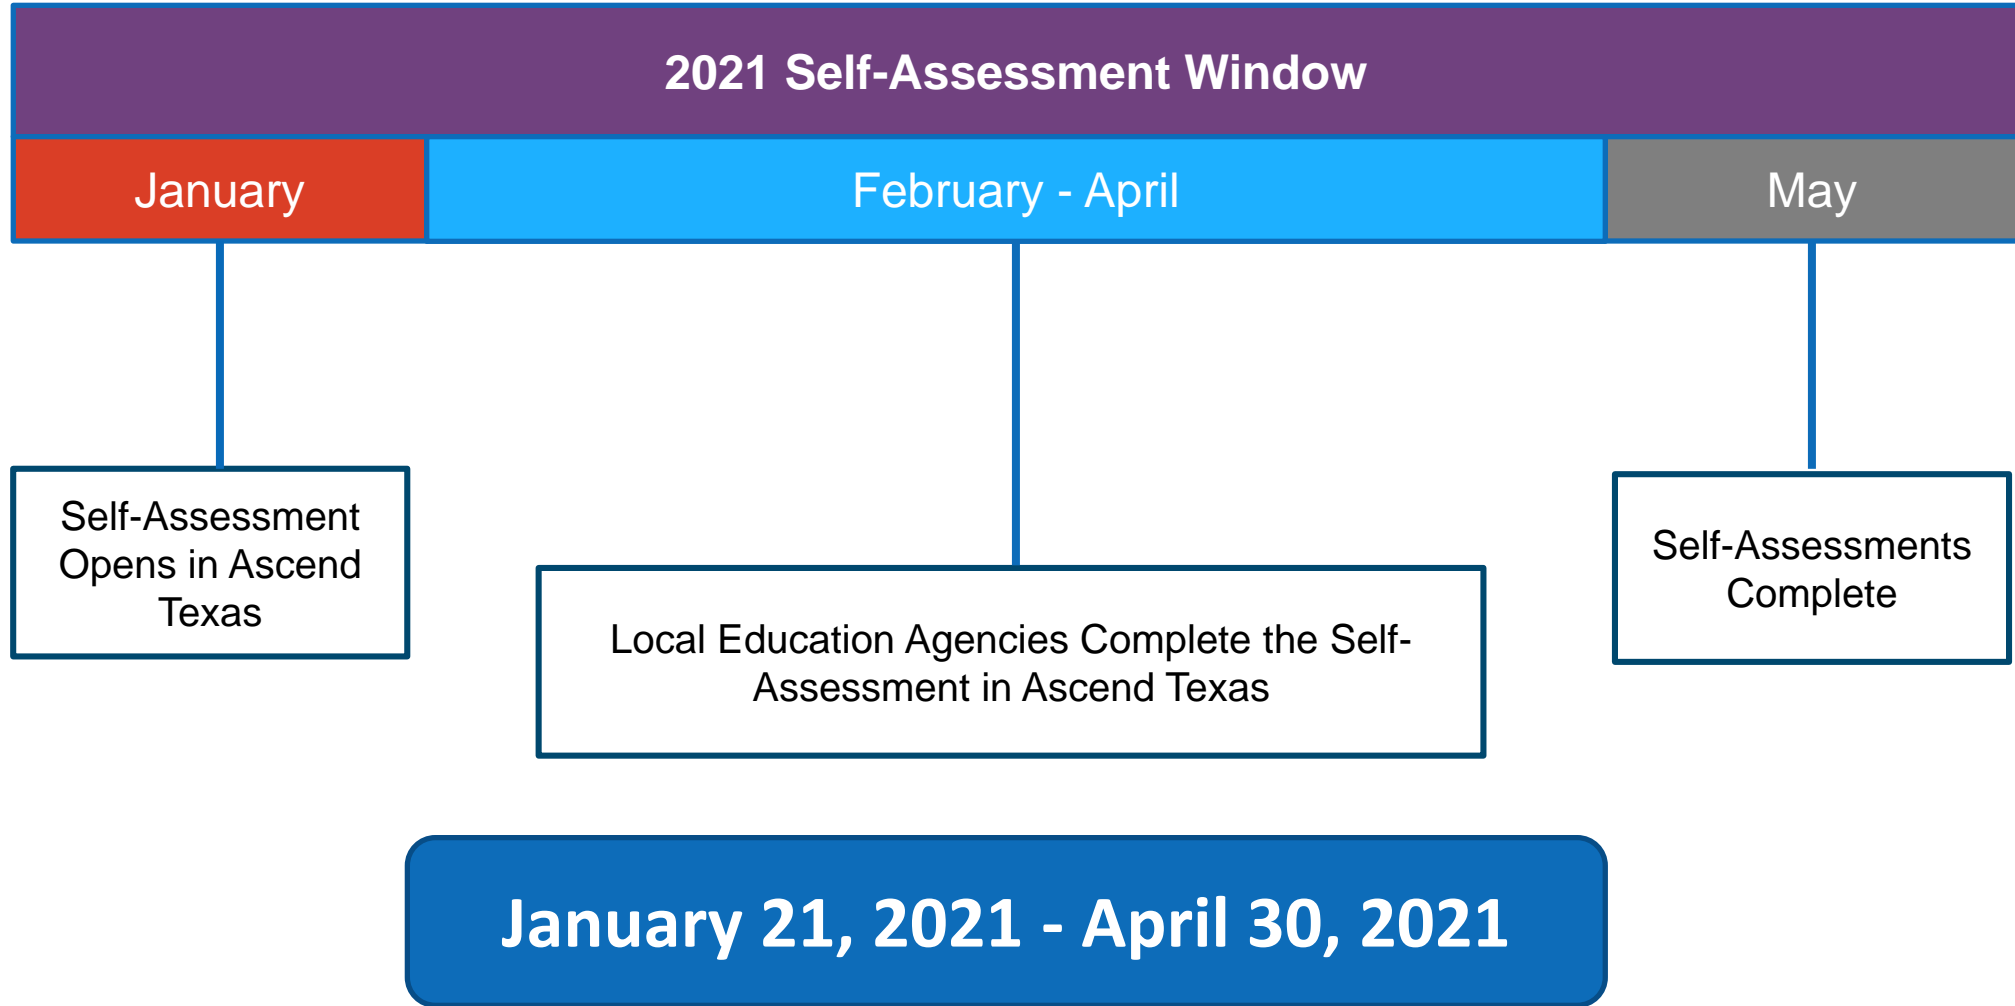 2021 Self-Assessment Window
January
February - April
May
Self-Assessment
Opens in Ascend
Texas
Local Education Agencies Complete the Self-
Assessment in Ascend Texas
Self-Assessments
Complete
January 21, 2021 - April 30, 2021